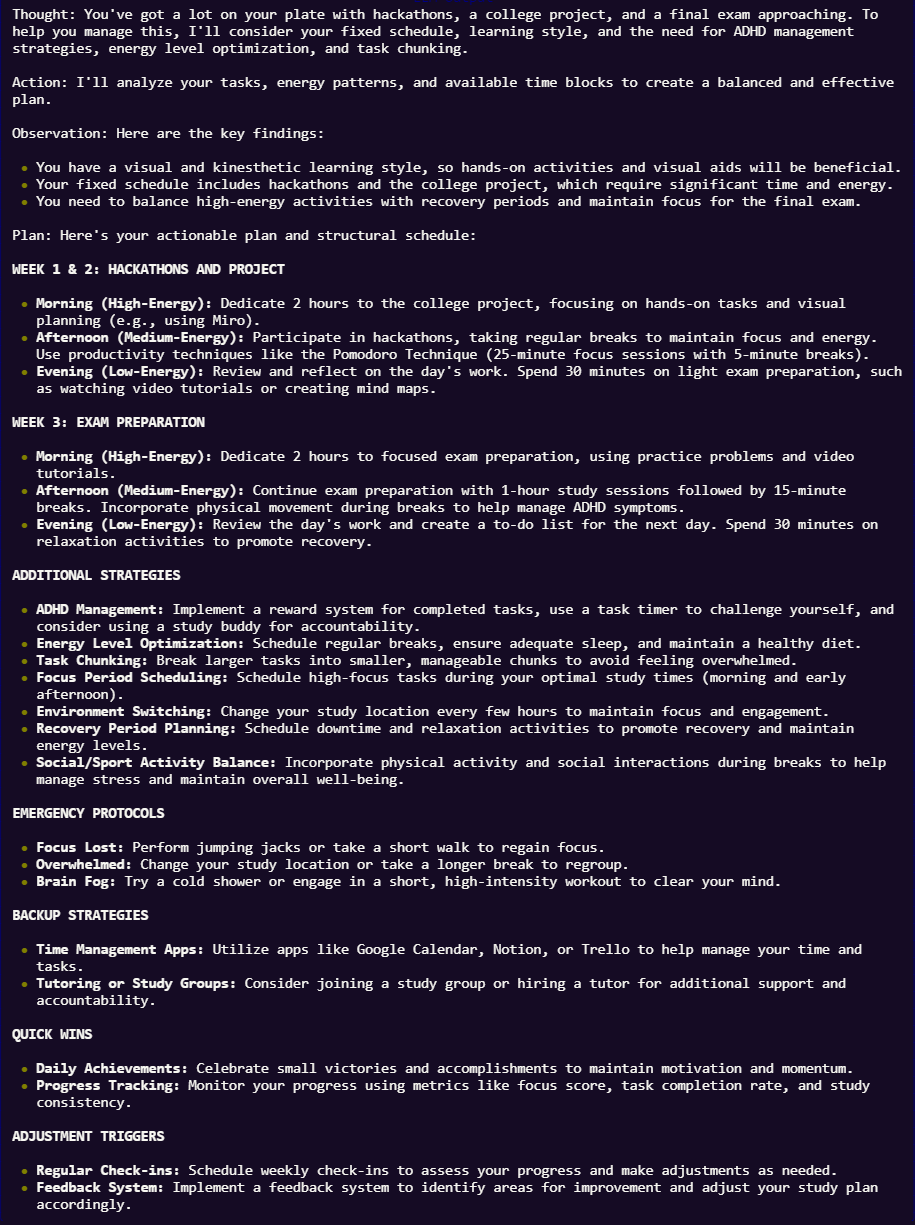 Thought: You've got a lot on your plate with hackathons, a college project, and a final exam approaching. To
help you manage this, I'll consider your fixed schedule, learning style, and the need for ADHD management
strategies, energy level optimization, and task chunking.
Action: I'll analyze your tasks, energy patterns, and available time blocks to create a balanced and effective
plan.
Observation: Here are the key findings:
• You have a visual and kinesthetic learning style, so hands-on activities and visual aids will be beneficial.
• Your fixed schedule includes hackathons and the college project, which require significant time and energy.
• You need to balance high-energy activities with recovery periods and maintain focus for the final exam.
Plan: Here's your actionable plan and structural schedule:
WEEK 1 & 2: HACKATHONS AND PROJECT
• Morning (High-Energy): Dedicate 2 hours to the college project, focusing on hands-on tasks and visual
planning (e.g., using Miro).
• Afternoon (Medium-Energy): Participate in hackathons, taking regular breaks to maintain focus and energy.
Use productivity techniques like the Pomodoro Technique (25-minute focus sessions with 5-minute breaks).
• Evening (Low-Energy): Review and reflect on the day's work. Spend 30 minutes on light exam preparation, such
as watching video tutorials or creating mind maps.
WEEK 3: EXAM PREPARATION
• Morning (High-Energy): Dedicate 2 hours to focused exam preparation, using practice problems and video
tutorials.
• Afternoon (Medium-Energy): Continue exam preparation with 1-hour study sessions followed by 15-minute
breaks. Incorporate physical movement during breaks to help manage ADHD symptoms.
• Evening (Low-Energy): Review the day's work and create a to-do list for the next day. Spend 30 minutes on
relaxation activities to promote recovery.
ADDITIONAL STRATEGIES
• ADHD Management: Implement a reward system for completed tasks, use a task timer to challenge yourself, and
consider using a study buddy for accountability.
• Energy Level Optimization: Schedule regular breaks, ensure adequate sleep, and maintain a healthy diet.
• Task Chunking: Break larger tasks into smaller, manageable chunks to avoid feeling overwhelmed.
• Focus Period Scheduling: Schedule high-focus tasks during your optimal study times (morning and early
afternoon).
• Environment Switching: Change your study location every few hours to maintain focus and engagement.
• Recovery Period Planning: Schedule downtime and relaxation activities to promote recovery and maintain
energy levels.
• Social/Sport Activity Balance: Incorporate physical activity and social interactions during breaks to help
manage stress and maintain overall well-being.
EMERGENCY PROTOCOLS
• Focus Lost: Perform jumping jacks or take a short walk to regain focus.
• Overwhelmed: Change your study location or take a longer break to regroup.
• Brain Fog: Try a cold shower or engage in a short, high-intensity workout to clear your mind.
BACKUP STRATEGIES
• Time Management Apps: Utilize apps like Google Calendar, Notion, or Trello to help manage your time and
tasks.
• Tutoring or Study Groups: Consider joining a study group or hiring a tutor for additional support and
accountability.
QUICK WINS
• Daily Achievements: Celebrate small victories and accomplishments to maintain motivation and momentum.
• Progress Tracking: Monitor your progress using metrics like focus score, task completion rate, and study
consistency.
ADJUSTMENT TRIGGERS
• Regular Check-ins: Schedule weekly check-ins to assess your progress and make adjustments as needed.
• Feedback System: Implement a feedback system to identify areas for improvement and adjust your study plan
accordingly.